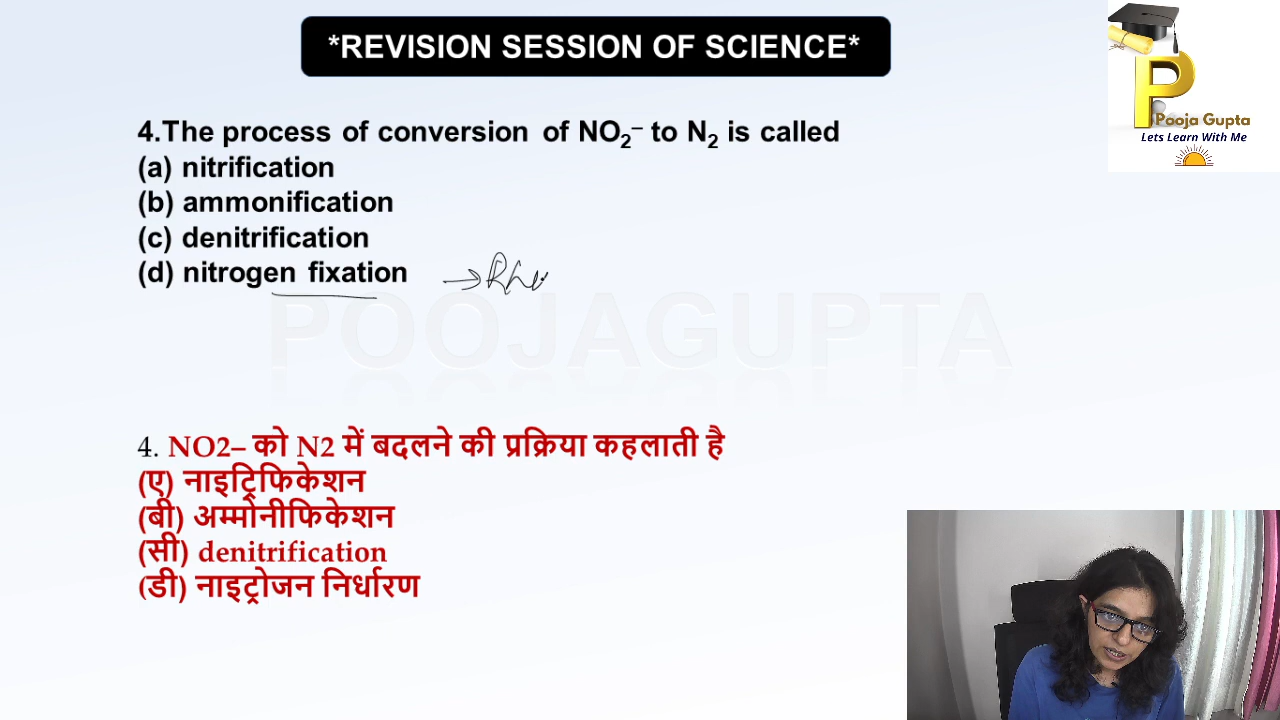 *REVISION SESSION OF SCIENCE*
Pooja Gupta
Lets Learn With Me
4.The process of conversion of NO₂⁻ to N₂ is called
(a) nitrification
(b) ammonification
(c) denitrification
(d) nitrogen fixation
POOJAGUPTA
4. NO2– को N2 में बदलने की प्रक्रिया कहलाती है
(ए) नाइट्रिफिकेशन
(बी) अम्मोनीफिकेशन
(सी) denitrification
(डी) नाइट्रोजन निर्धारण